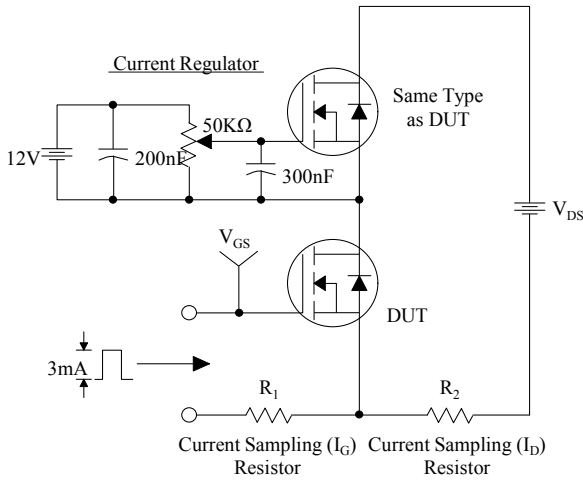 Current Regulator
Same Type
as DUT
50KΩ
12V
200nF
300nF
V_DS
V_GS
DUT
3mA
R_1
R_2
Current Sampling (I_G)
Resistor
Current Sampling (I_D)
Resistor